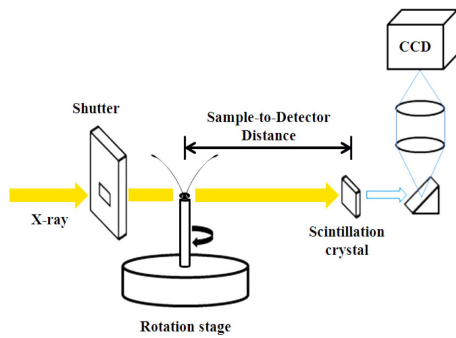 CCD
Shutter
Sample-to-Detector
Distance
X-ray
Scintillation
crystal
Rotation stage